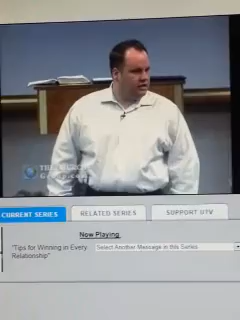 CURRENT SERIES
RELATED SERIES
SUPPORT UTV
Now Playing
"Tips for Winning in Every
Relationship"
Select Another Message in this Series